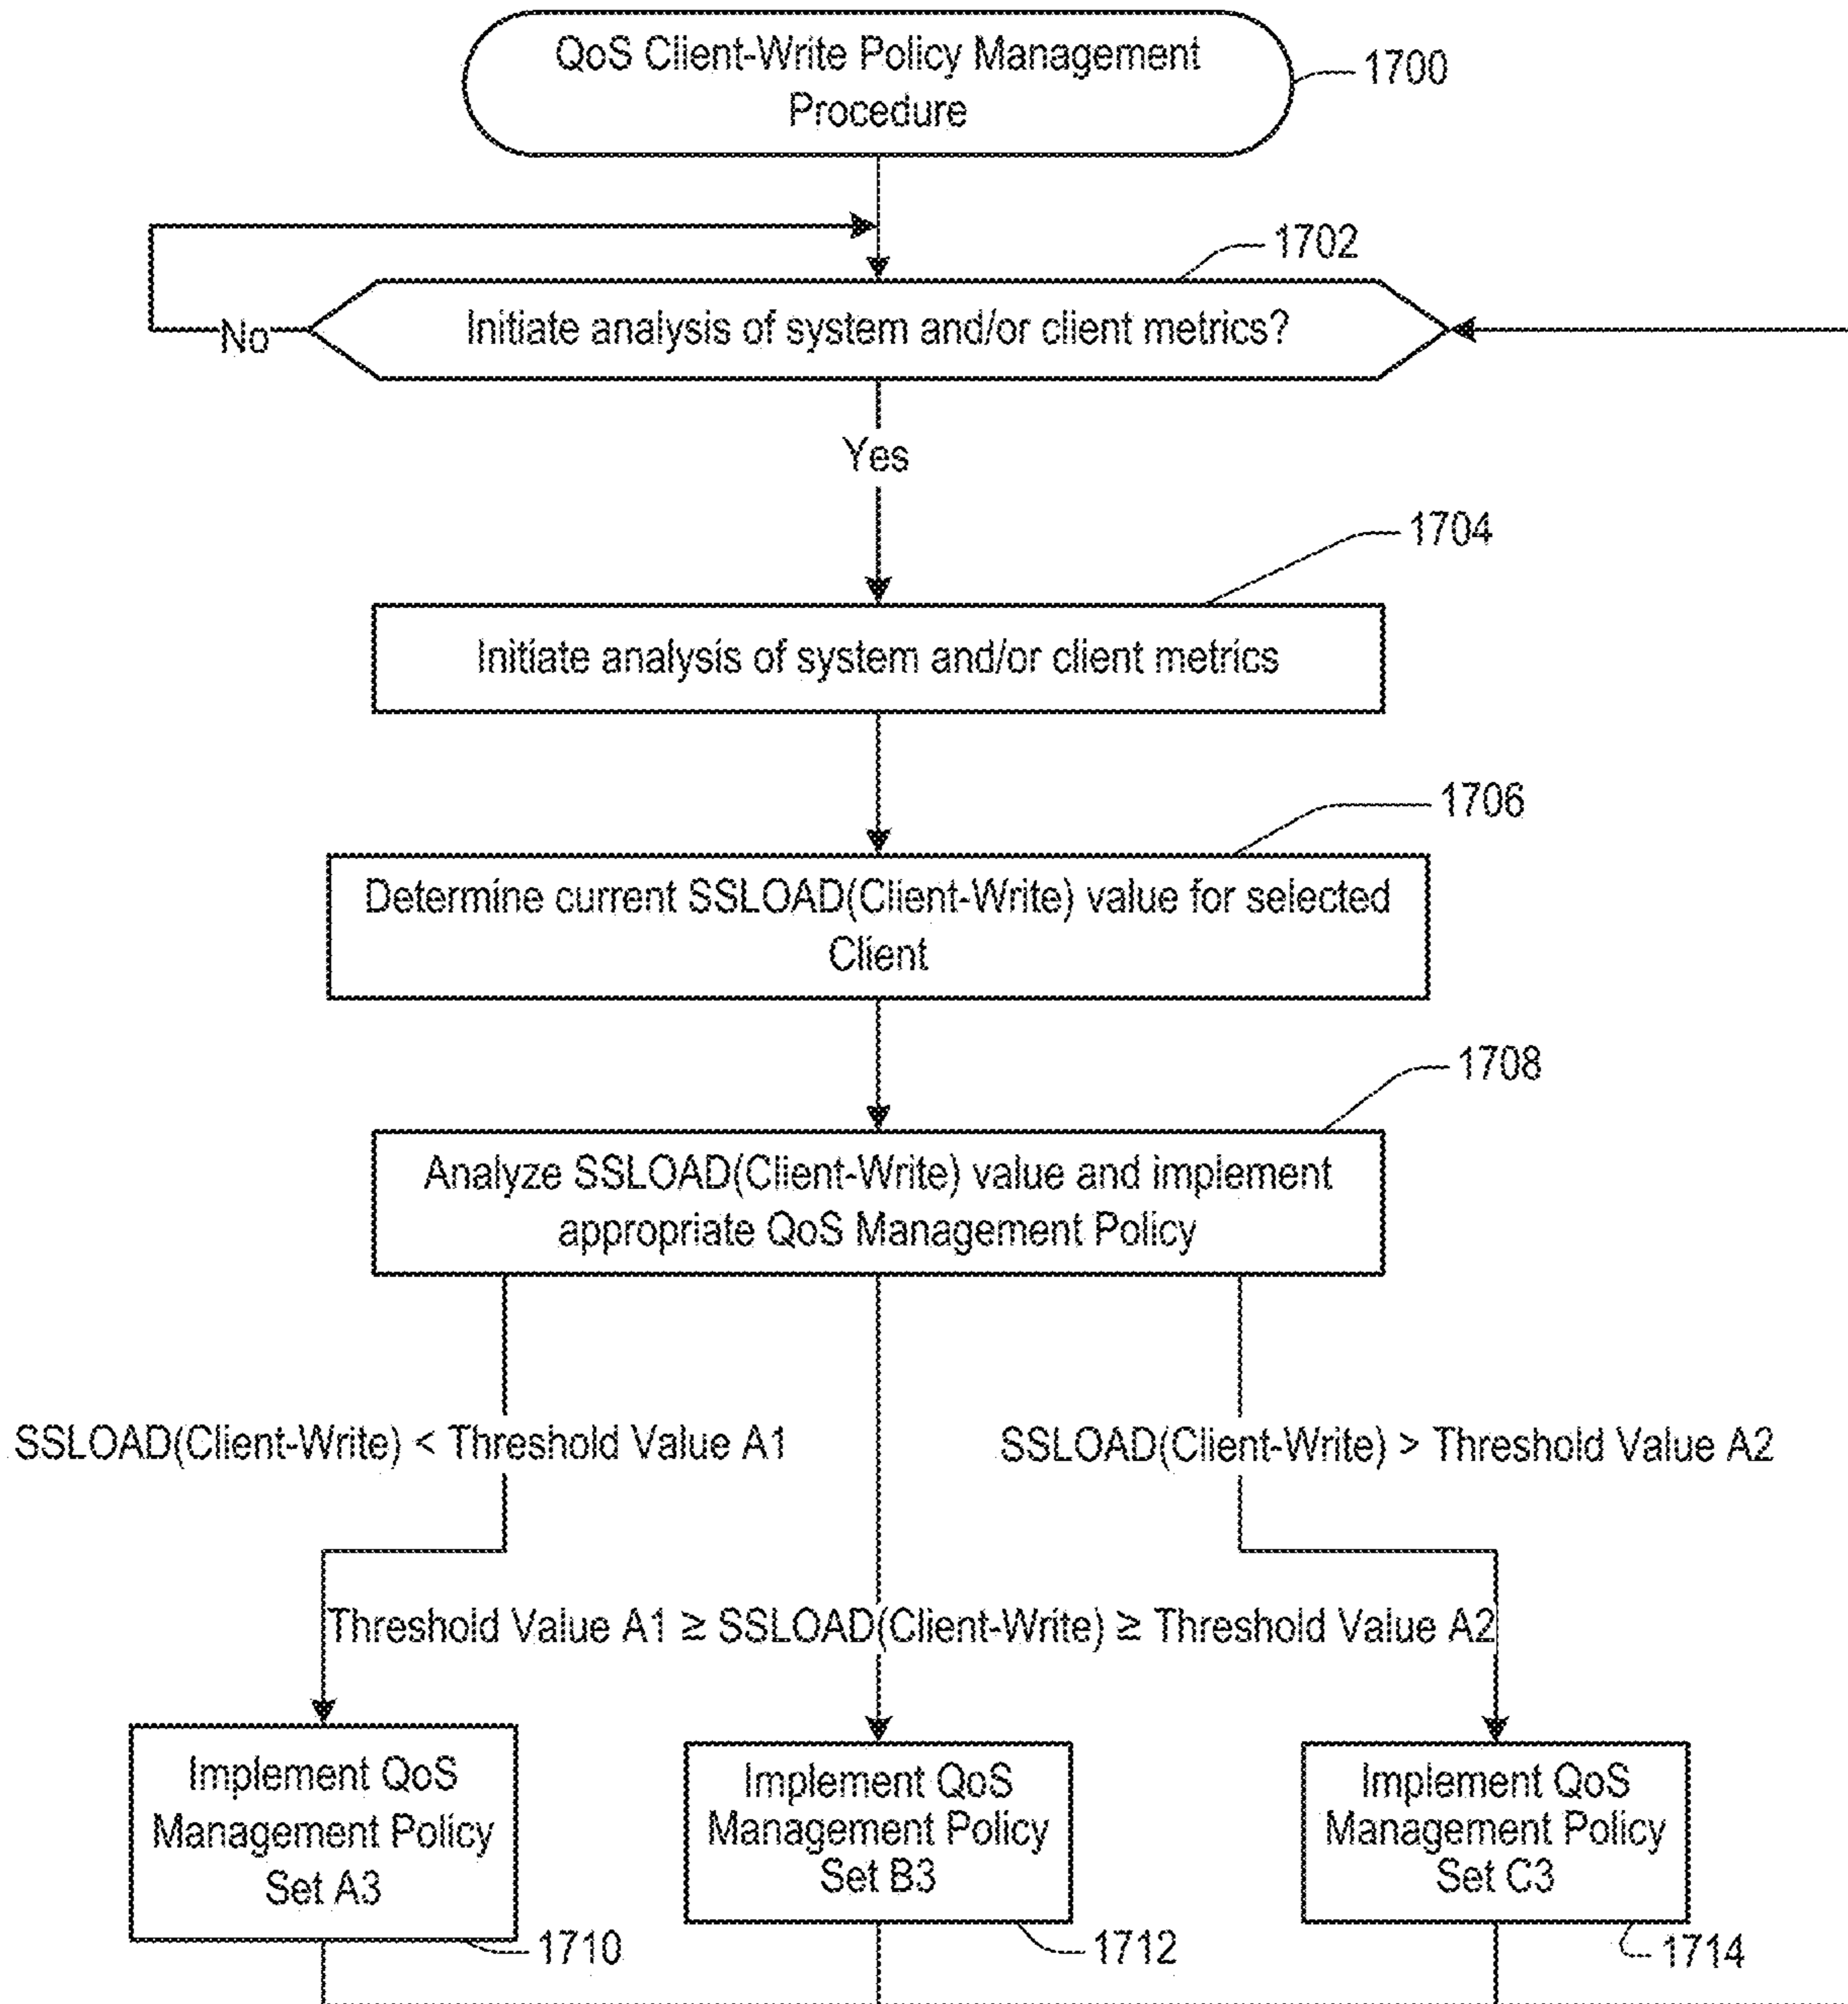 QoS Client-Write Policy Management
Procedure
1700
1702
Initiate analysis of system and/or client metrics?
No
Yes
1704
Initiate analysis of system and/or client metrics
1706
Determine current SSLOAD(Client-Write) value for selected
Client
1708
Analyze SSLOAD(Client-Write) value and implement
appropriate QoS Management Policy
SSLOAD(Client-Write) < Threshold Value A1
SSLOAD(Client-Write) > Threshold Value A2
Threshold Value A1 ≥ SSLOAD(Client-Write) ≥ Threshold Value A2
Implement QoS
Management Policy
Set A3
1710
Implement QoS
Management Policy
Set B3
1712
Implement QoS
Management Policy
Set C3
1714